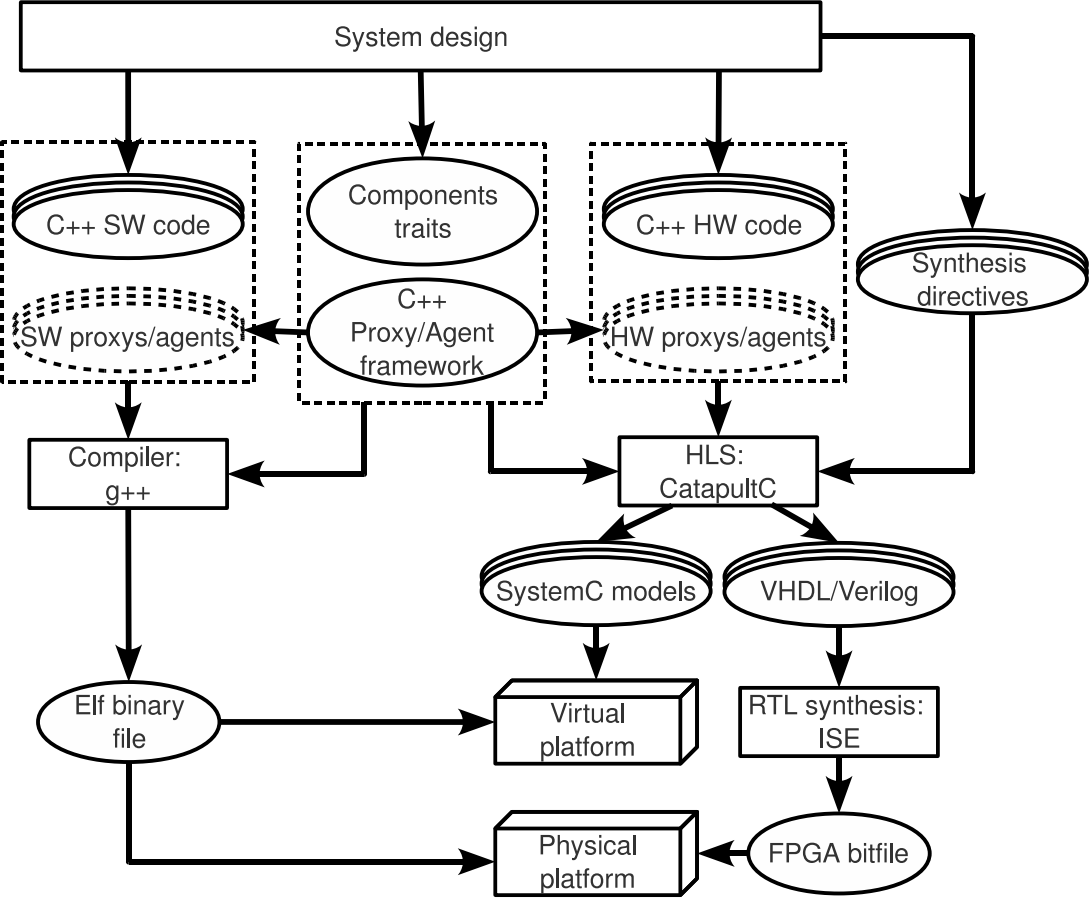 System design
C++ SW code
Components
traits
C++ HW code
Synthesis
directives
SW proxys/agents
C++
Proxy/Agent
framework
HW proxys/agents
Compiler:
g++
HLS:
CatapultC
SystemC models
VHDL/Verilog
Elf binary
file
Virtual
platform
RTL synthesis:
ISE
Physical
platform
FPGA bitfile